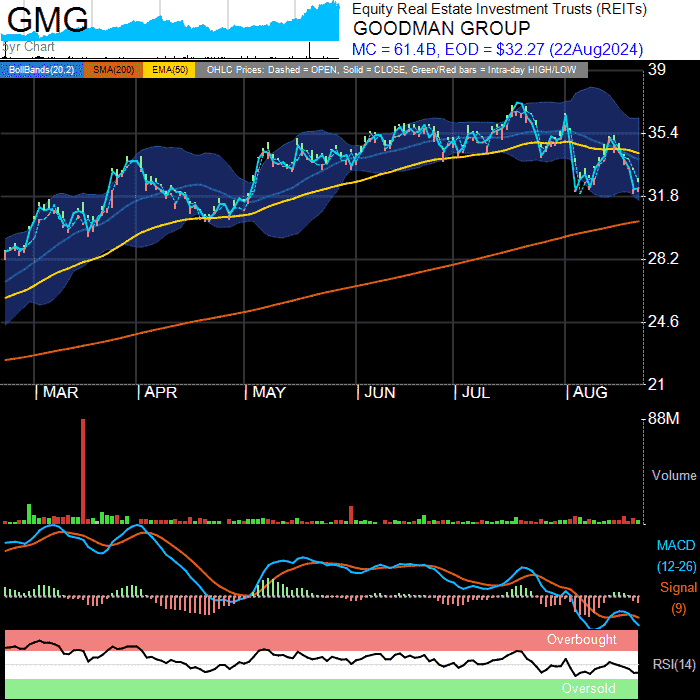 GMG
Equity Real Estate Investment Trusts (REITs)
GOODMAN GROUP
MC = 61.4B, EOD = $32.27 (22Aug2024)
5yr Chart
BollBands(20,2) SMA(200) EMA(50) OHLC Prices: Dashed = OPEN, Solid = CLOSE, Green/Red bars = Intra-day HIGH/LOW
39
35.4
31.8
28.2
24.6
21
MAR APR MAY JUN JUL AUG
88M
Volume
MACD
(12-26)
Signal
(9)
Overbought
RSI(14)
Oversold